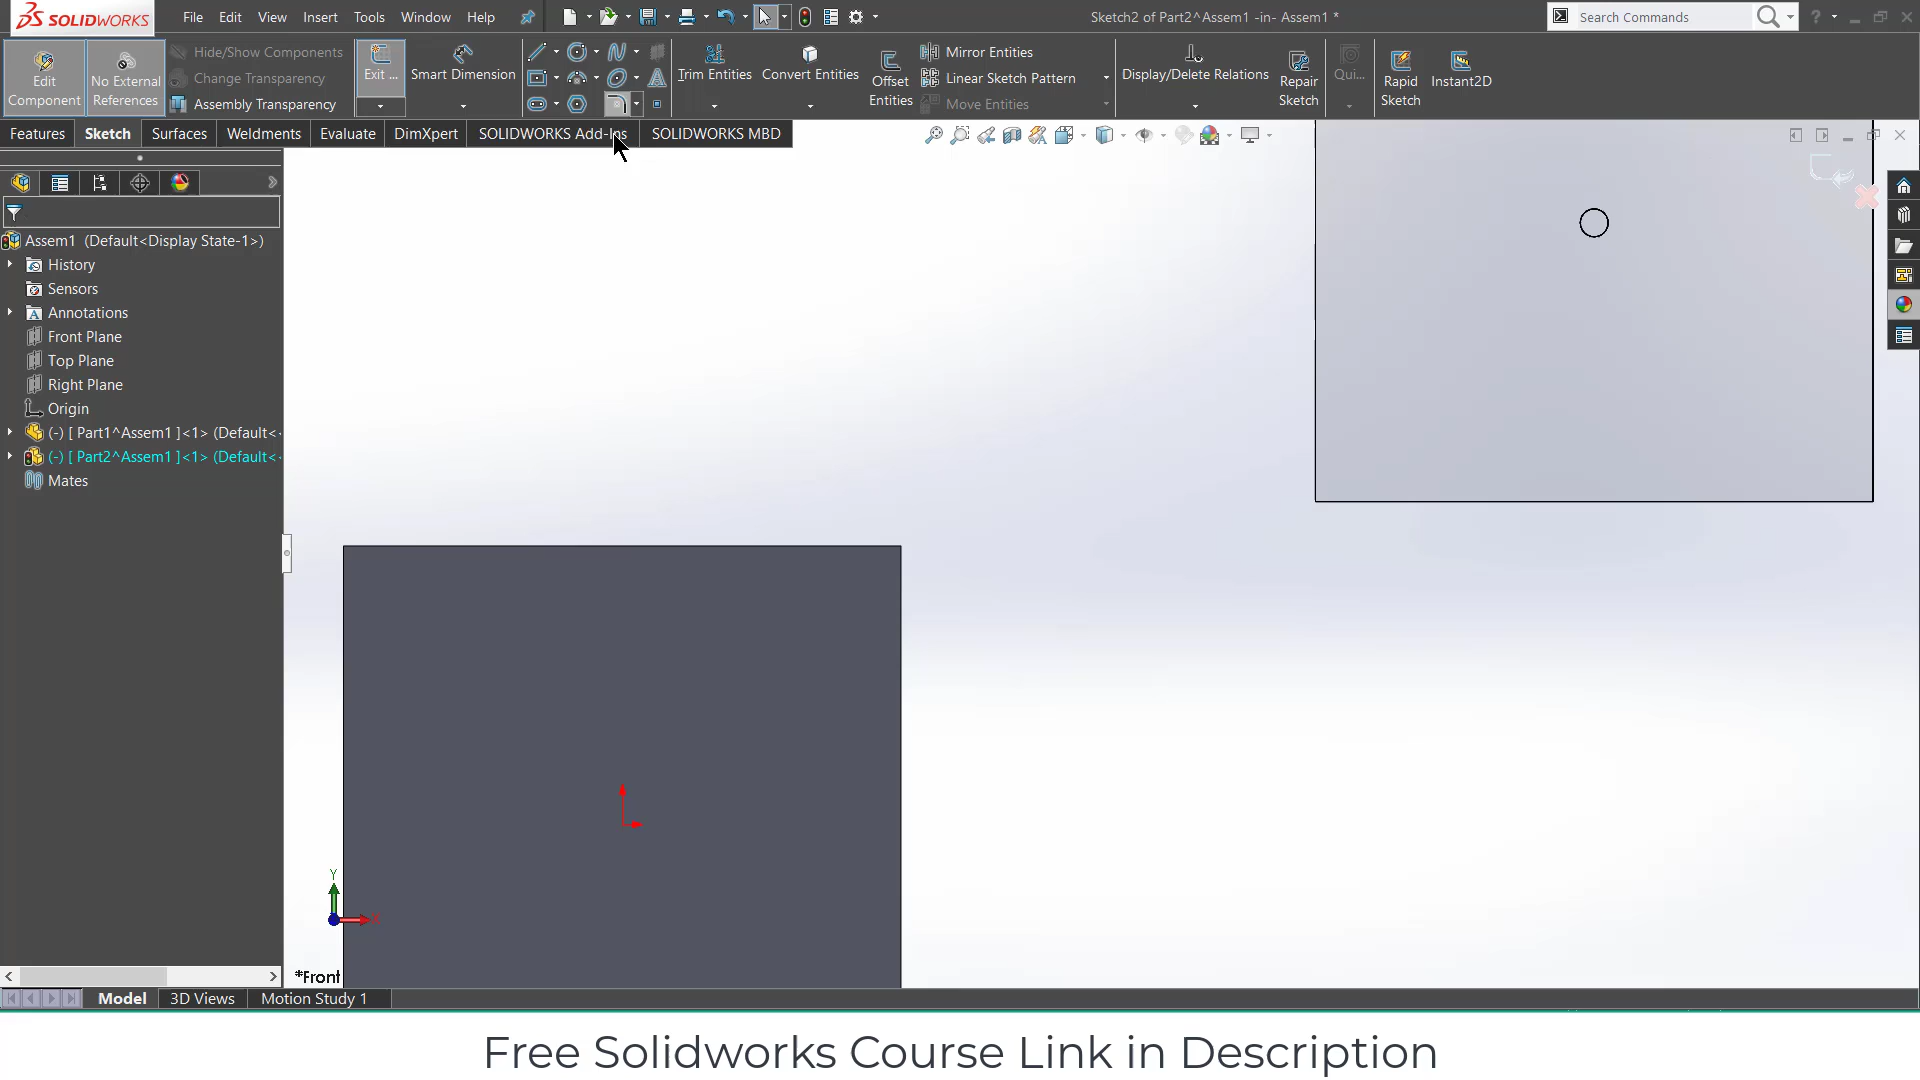 SOLIDWORKS File Edit View Insert Tools Window Help Sketch2 of Part2^Assem1 -in- Assem1 * Search Commands ?
Edit Component
No External References
Hide/Show Components
Change Transparency
Assembly Transparency
Exit ...
Smart Dimension
Trim Entities
Convert Entities
Offset Entities
Mirror Entities
Linear Sketch Pattern
Move Entities
Display/Delete Relations
Repair Sketch
Qui...
Rapid Sketch
Instant2D
Features Sketch Surfaces Weldments Evaluate DimXpert SOLIDWORKS Add-Ins SOLIDWORKS MBD
Assem1 (Default<Display State-1>)
History
Sensors
A Annotations
Front Plane
Top Plane
Right Plane
Origin
(-) [ Part1^Assem1 ]<1> (Default<
(-) [ Part2^Assem1 ]<1> (Default<
Mates
Y
X
*Front
Model 3D Views Motion Study 1
Free Solidworks Course Link in Description